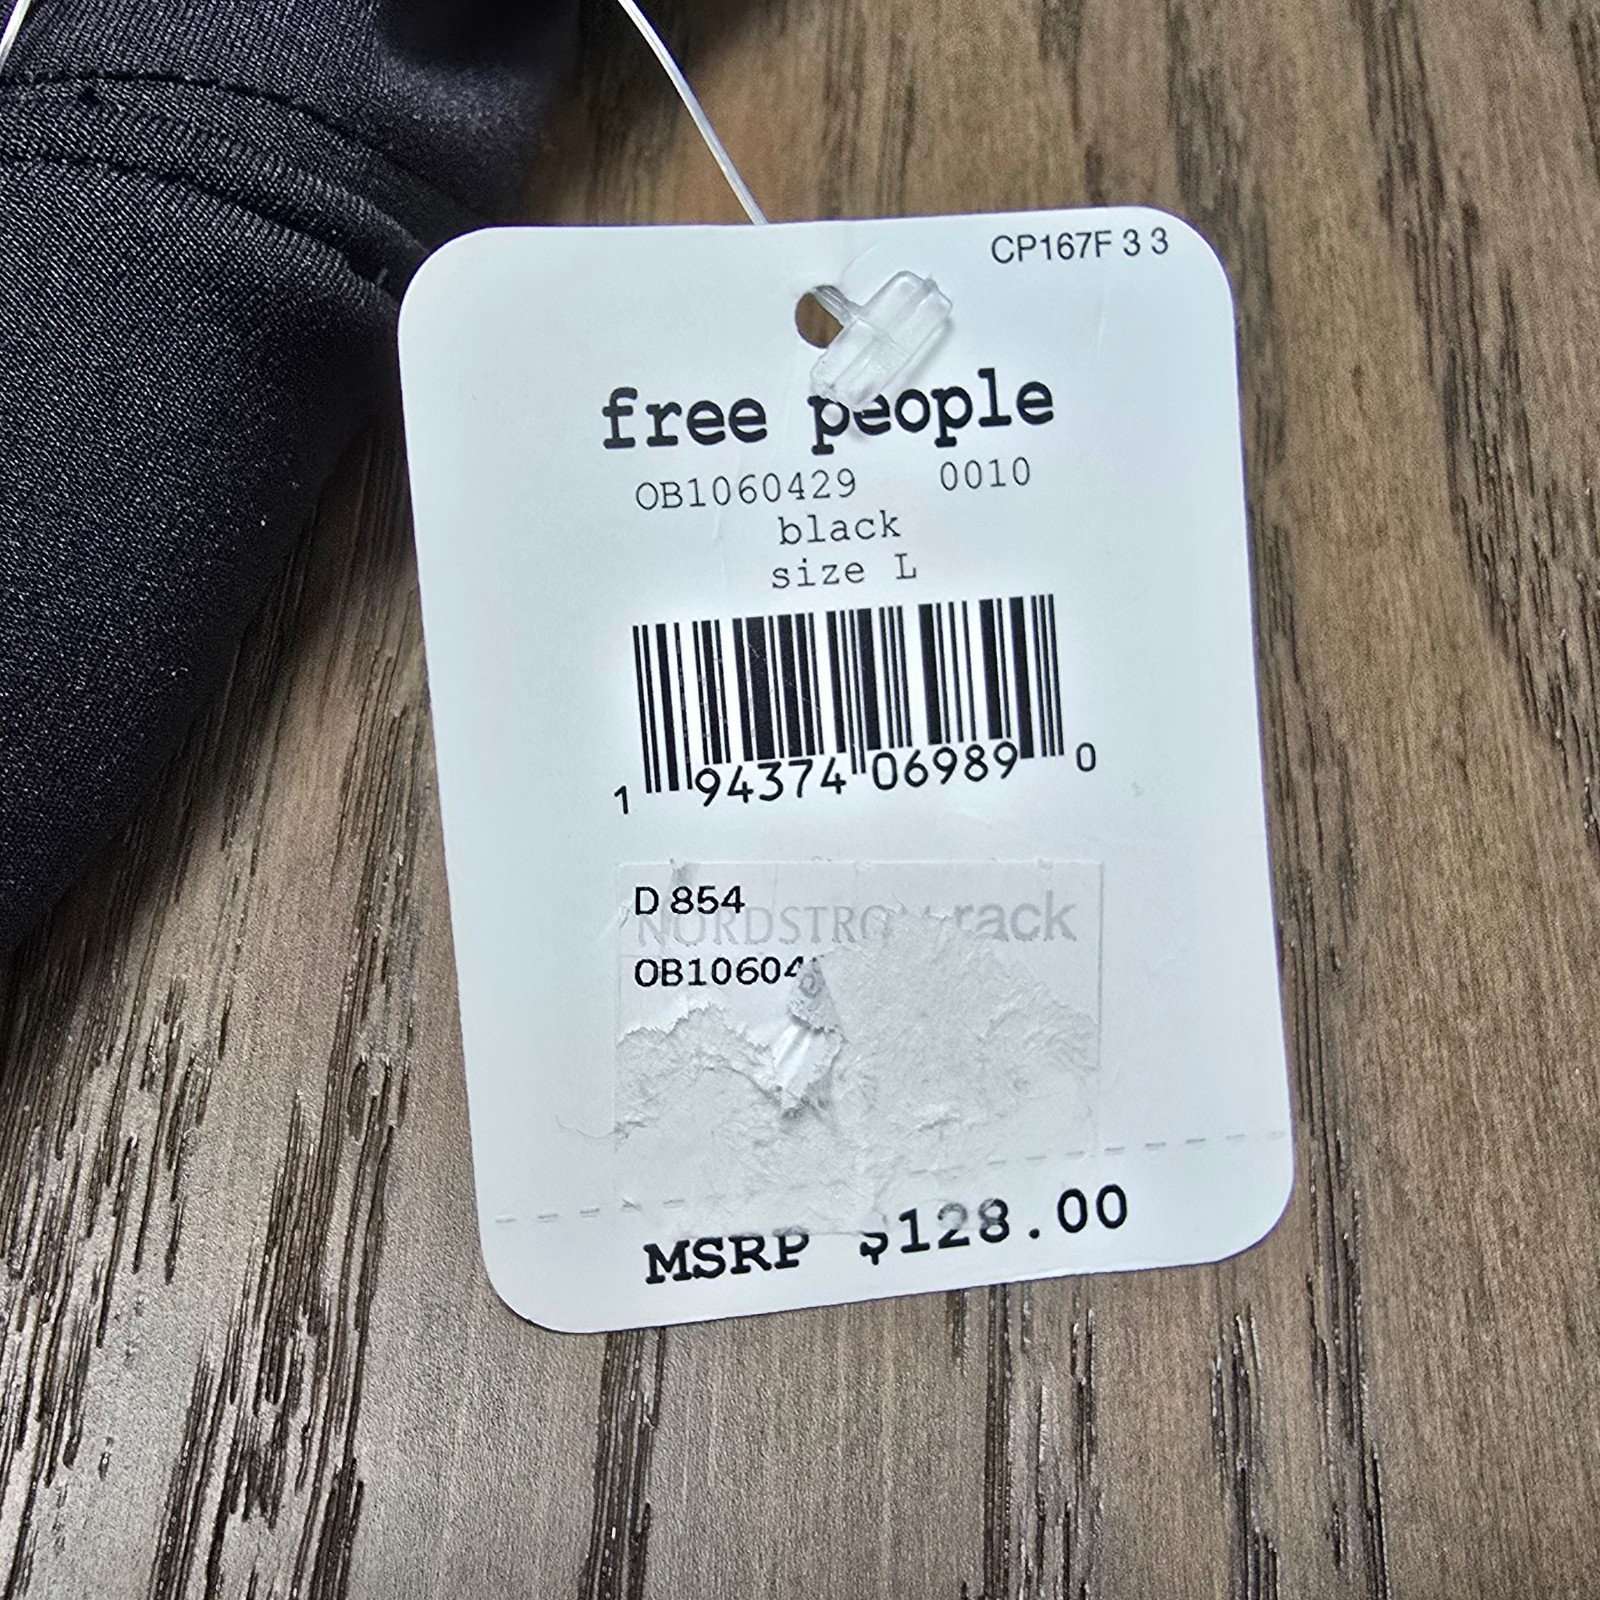 CP167F 3 3
free people
OB1060429 0010
black
size L
1 94374 06989 0
D 854
NORDSTROM rack
OB10604
MSRP $128.00